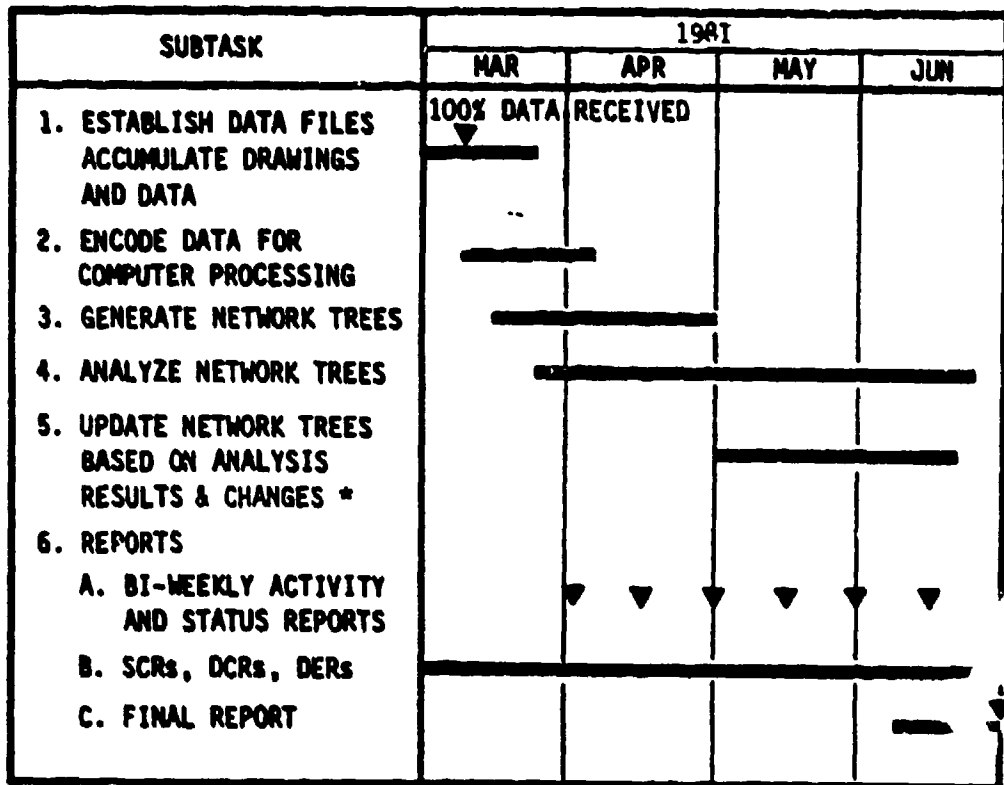 SUBTASK
1981
MAR APR MAY JUN
100% DATA RECEIVED
1. ESTABLISH DATA FILES
ACCUMULATE DRAWINGS
AND DATA
2. ENCODE DATA FOR
COMPUTER PROCESSING
3. GENERATE NETWORK TREES
4. ANALYZE NETWORK TREES
5. UPDATE NETWORK TREES
BASED ON ANALYSIS
RESULTS & CHANGES *
6. REPORTS
A. BI-WEEKLY ACTIVITY
AND STATUS REPORTS
B. SCRs, DCRs, DERs
C. FINAL REPORT